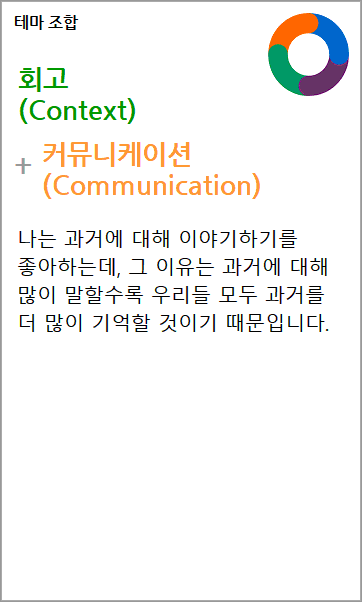 테마 조합
회고
(Context)
+ 커뮤니케이션
(Communication)
나는 과거에 대해 이야기하기를
좋아하는데, 그 이유는 과거에 대해
많이 말할수록 우리들 모두 과거를
더 많이 기억할 것이기 때문입니다.